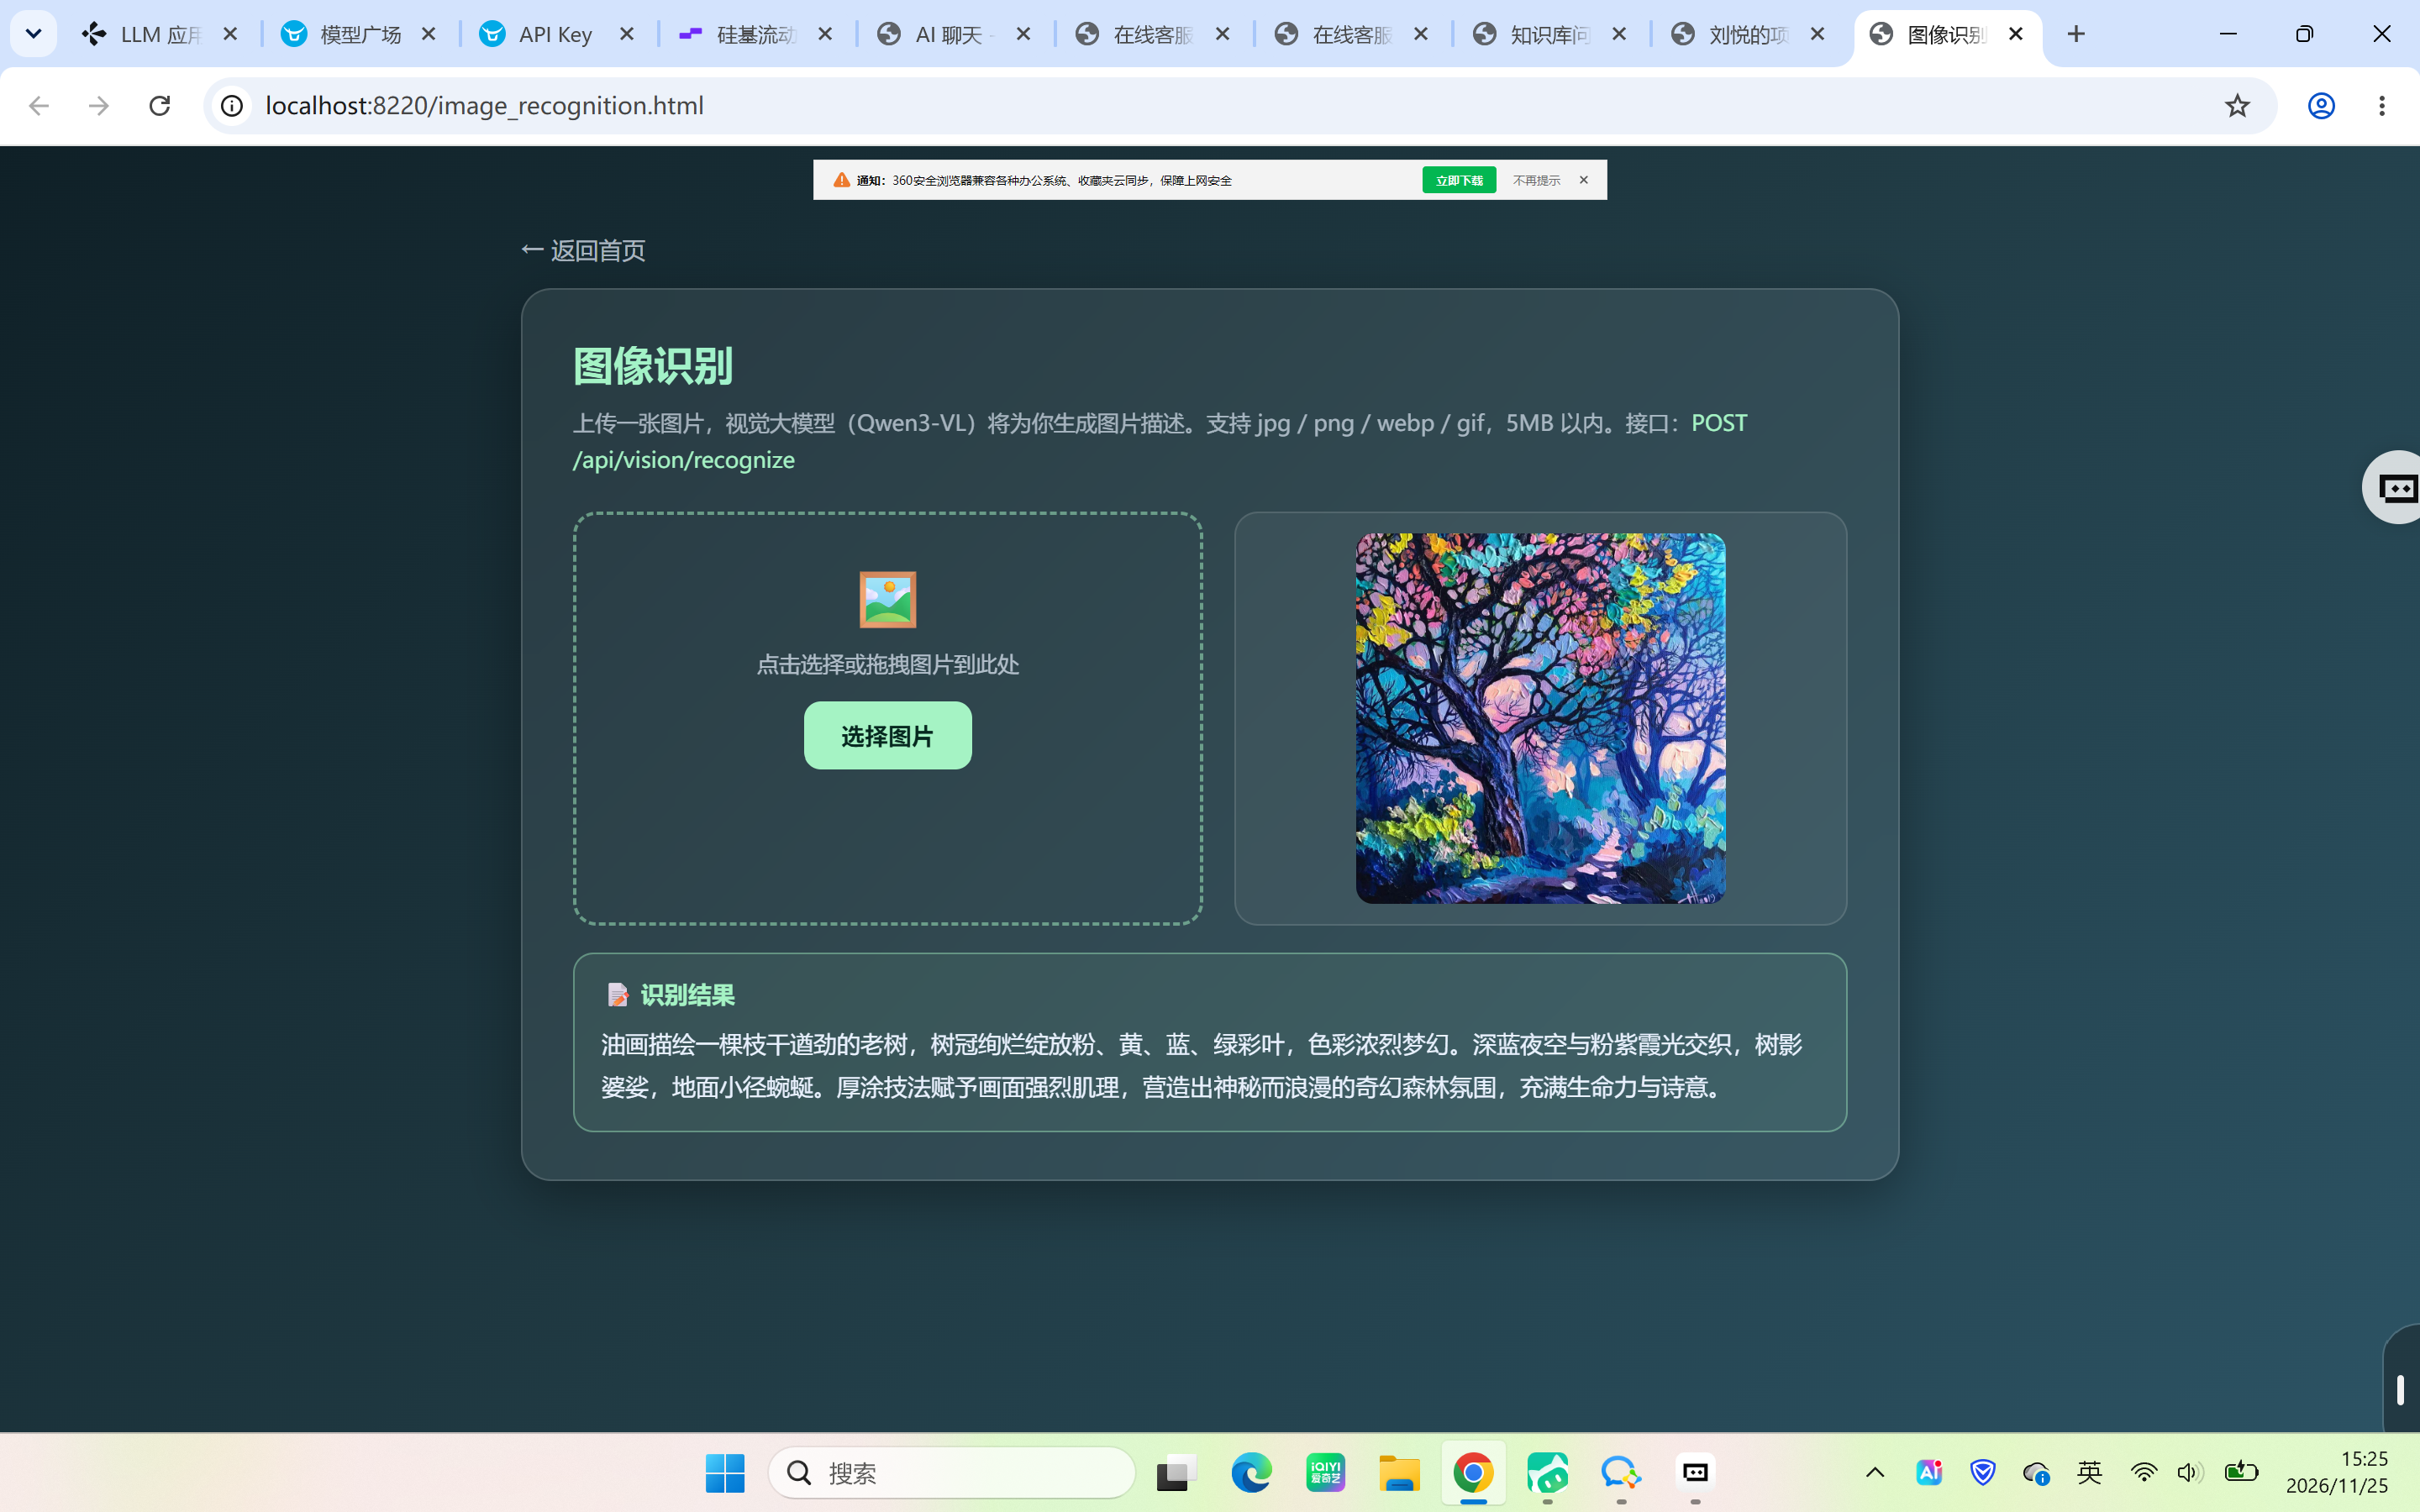 LLM 应用
模型广场
API Key
硅基流动
AI 聊天 -
在线客服
在线客服
知识库问
刘悦的项
图像识别
localhost:8220/image_recognition.html
通知：360安全浏览器兼容各种办公系统、收藏夹云同步，保障上网安全
立即下载
不再提示
← 返回首页
图像识别
上传一张图片，视觉大模型（Qwen3-VL）将为你生成图片描述。支持 jpg / png / webp / gif，5MB 以内。接口：POST
/api/vision/recognize
点击选择或拖拽图片到此处
选择图片
识别结果
油画描绘一棵枝干遒劲的老树，树冠绚烂绽放粉、黄、蓝、绿彩叶，色彩浓烈梦幻。深蓝夜空与粉紫霞光交织，树影
婆娑，地面小径蜿蜒。厚涂技法赋予画面强烈肌理，营造出神秘而浪漫的奇幻森林氛围，充满生命力与诗意。
搜索
iQIYI
爱奇艺
AI
英
15:25
2026/11/25